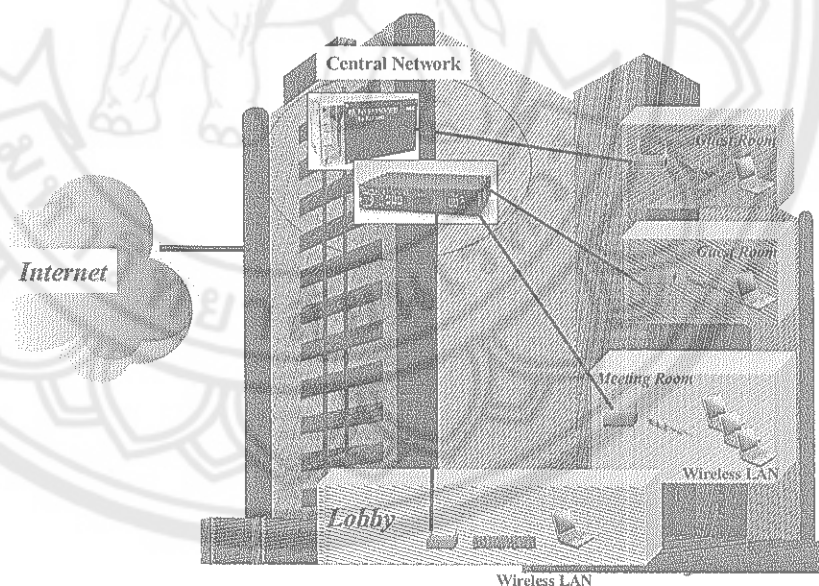 Central Network
Guest Room
Internet
Guest Room
Meeting Room
Wireless LAN
Lobby
Wireless LAN